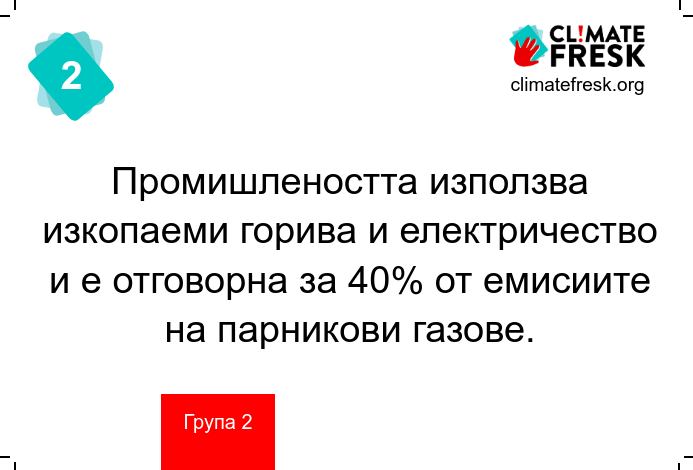 2
CL!MATE
FRESK
climatefresk.org
Промишлеността използва
изкопаеми горива и електричество
и е отговорна за 40% от емисиите
на парникови газове.
Група 2